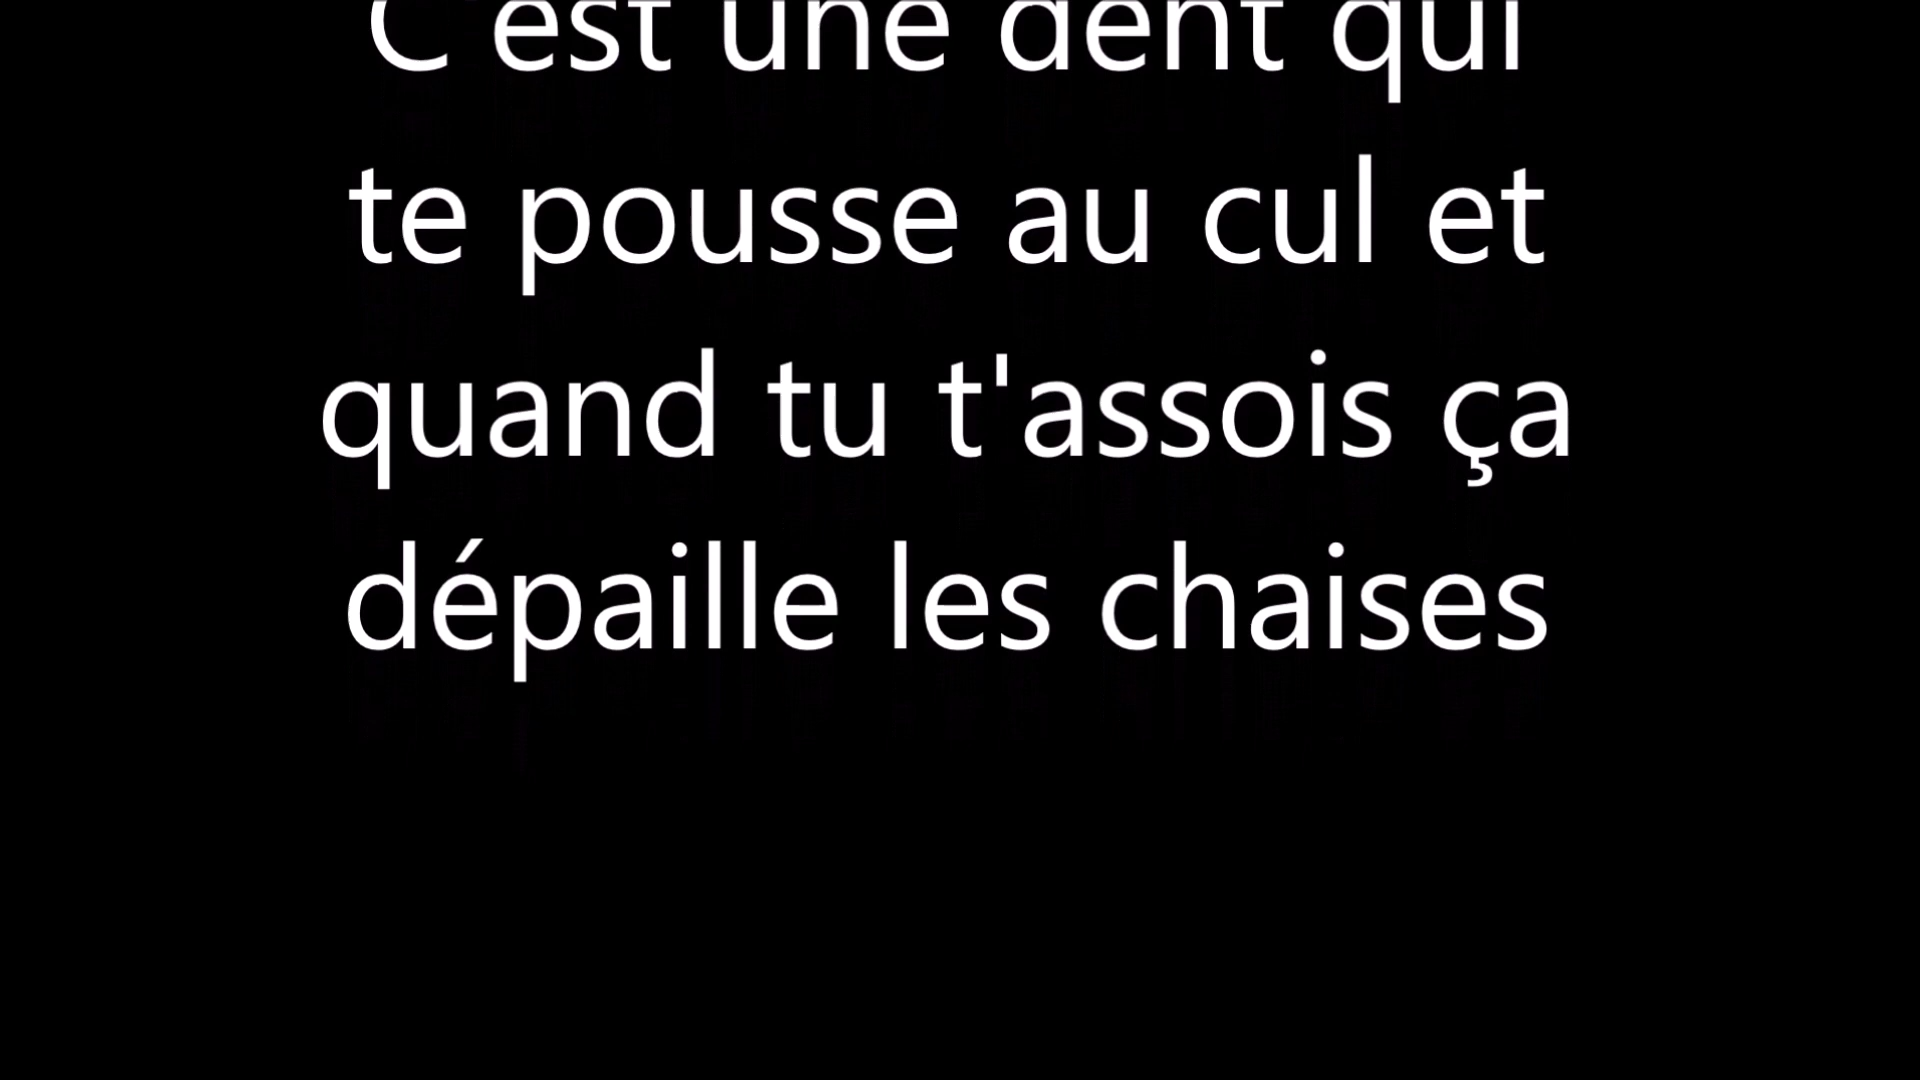 C'est une dent qui
te pousse au cul et
quand tu t'assois ça
dépaille les chaises